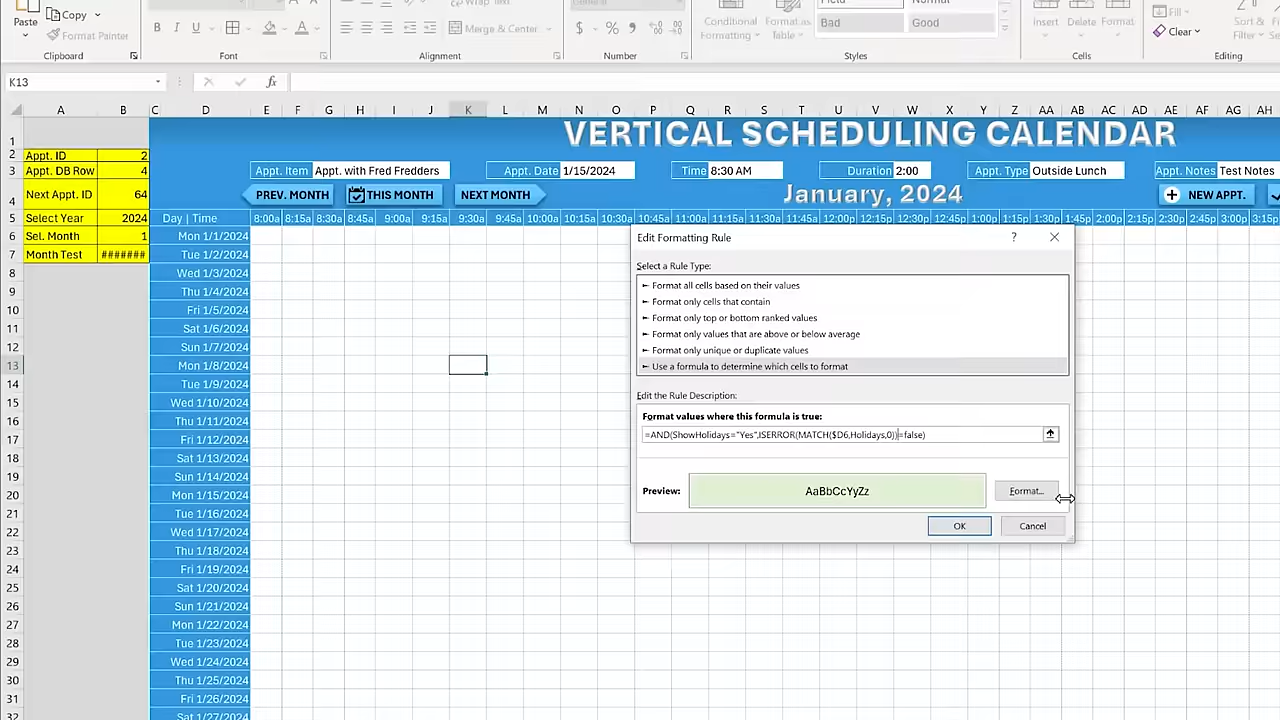 Paste
Copy
Format Painter
Clipboard
B I U
Font
Wrap Text
Merge & Center
Alignment
General
$ %
Number
Conditional Formatting
Format as Table
Bad
Good
Normal
Styles
Insert Delete Format
Cells
Fill
Clear
Sort & Filter
Editing
K13
fx
A B C D E F G H I J K L M N O P Q R S T U V W X Y Z AA AB AC AD AE AF AG AH
1 VERTICAL SCHEDULING CALENDAR
2 Appt. ID 2
3 Appt. DB Row 4 Appt. Item Appt. with Fred Fredders Appt. Date 1/15/2024 Time 8:30 AM Duration 2:00 Appt. Type Outside Lunch Appt. Notes Test Notes
4 Next Appt. ID 64 PREV. MONTH THIS MONTH NEXT MONTH January, 2024 NEW APPT.
5 Select Year 2024 Day | Time 8:00a 8:15a 8:30a 8:45a 9:00a 9:15a 9:30a 9:45a 10:00a 10:15a 10:30a 10:45a 11:00a 11:15a 11:30a 11:45a 12:00p 12:15p 12:30p 12:45p 1:00p 1:15p 1:30p 1:45p 2:00p 2:15p 2:30p 2:45p 3:00p 3:15p
6 Sel. Month 1 Mon 1/1/2024
7 Month Test ####### Tue 1/2/2024
8 Wed 1/3/2024
9 Thu 1/4/2024
10 Fri 1/5/2024
11 Sat 1/6/2024
12 Sun 1/7/2024
13 Mon 1/8/2024
14 Tue 1/9/2024
15 Wed 1/10/2024
16 Thu 1/11/2024
17 Fri 1/12/2024
18 Sat 1/13/2024
19 Sun 1/14/2024
20 Mon 1/15/2024
21 Tue 1/16/2024
22 Wed 1/17/2024
23 Thu 1/18/2024
24 Fri 1/19/2024
25 Sat 1/20/2024
26 Sun 1/21/2024
27 Mon 1/22/2024
28 Tue 1/23/2024
29 Wed 1/24/2024
30 Thu 1/25/2024
31 Fri 1/26/2024
32 Sat 1/27/2024
Edit Formatting Rule ?
Select a Rule Type:
► Format all cells based on their values
► Format only cells that contain
► Format only top or bottom ranked values
► Format only values that are above or below average
► Format only unique or duplicate values
► Use a formula to determine which cells to format
Edit the Rule Description:
Format values where this formula is true:
=AND(ShowHolidays="Yes",ISERROR(MATCH($D6,Holidays,0))=false)
Preview: AaBbCcYyZz Format...
OK Cancel